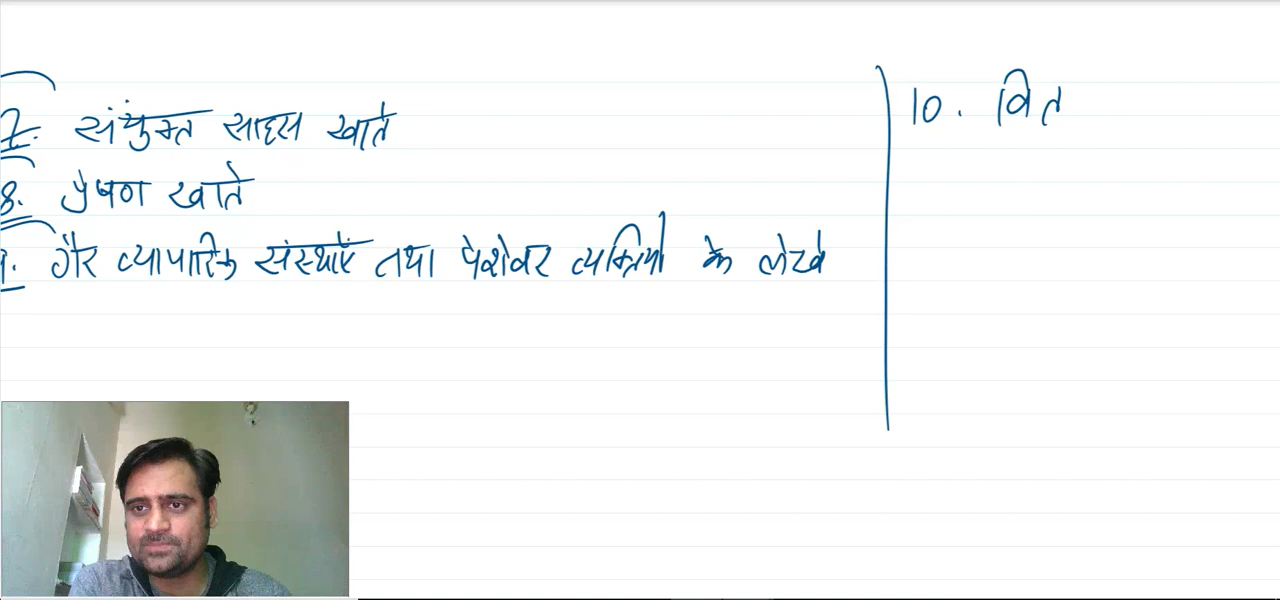 7. संयुक्त साहस खाते
8. प्रेषण खाते
9. गैर व्यापारिक संस्थाएं तथा पेशेवर व्यक्तियों के लेखे
10. वित